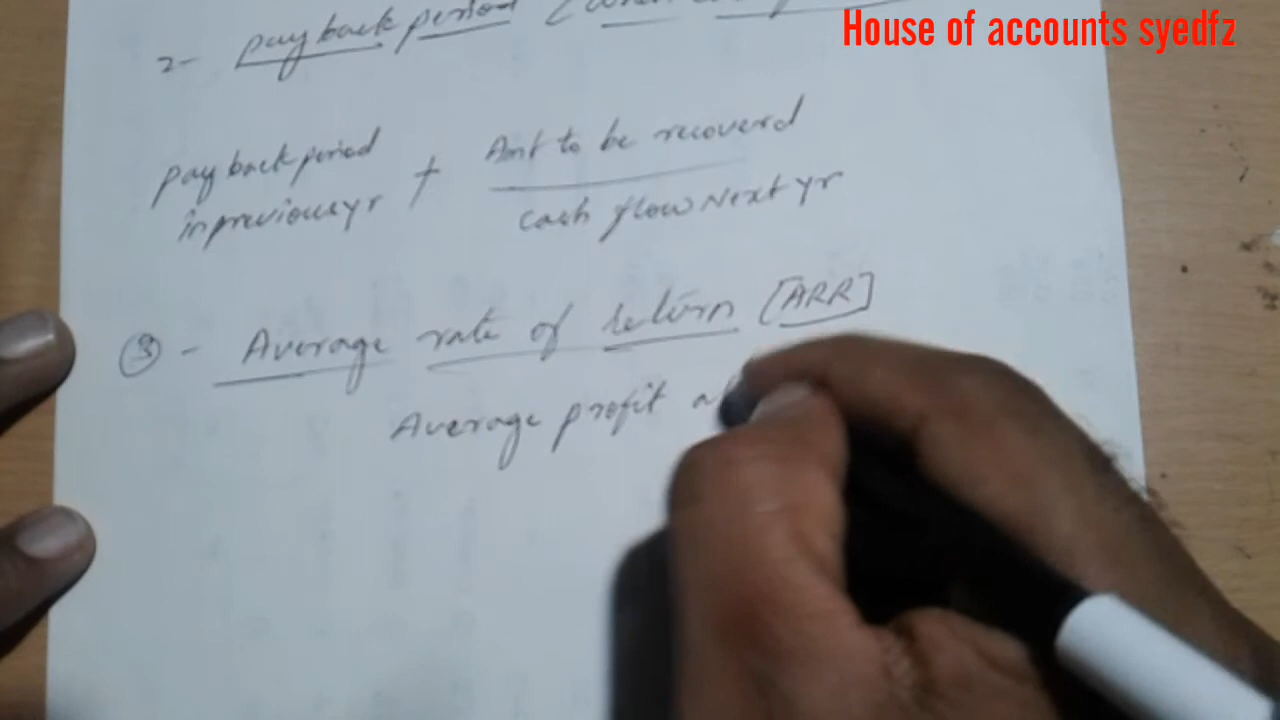 House of accounts syedfz
2- pay back period
pay back period + Amt to be recoverd
in previous yr cash flow Next yr
③ - Average rate of return [ARR]
Average profit a